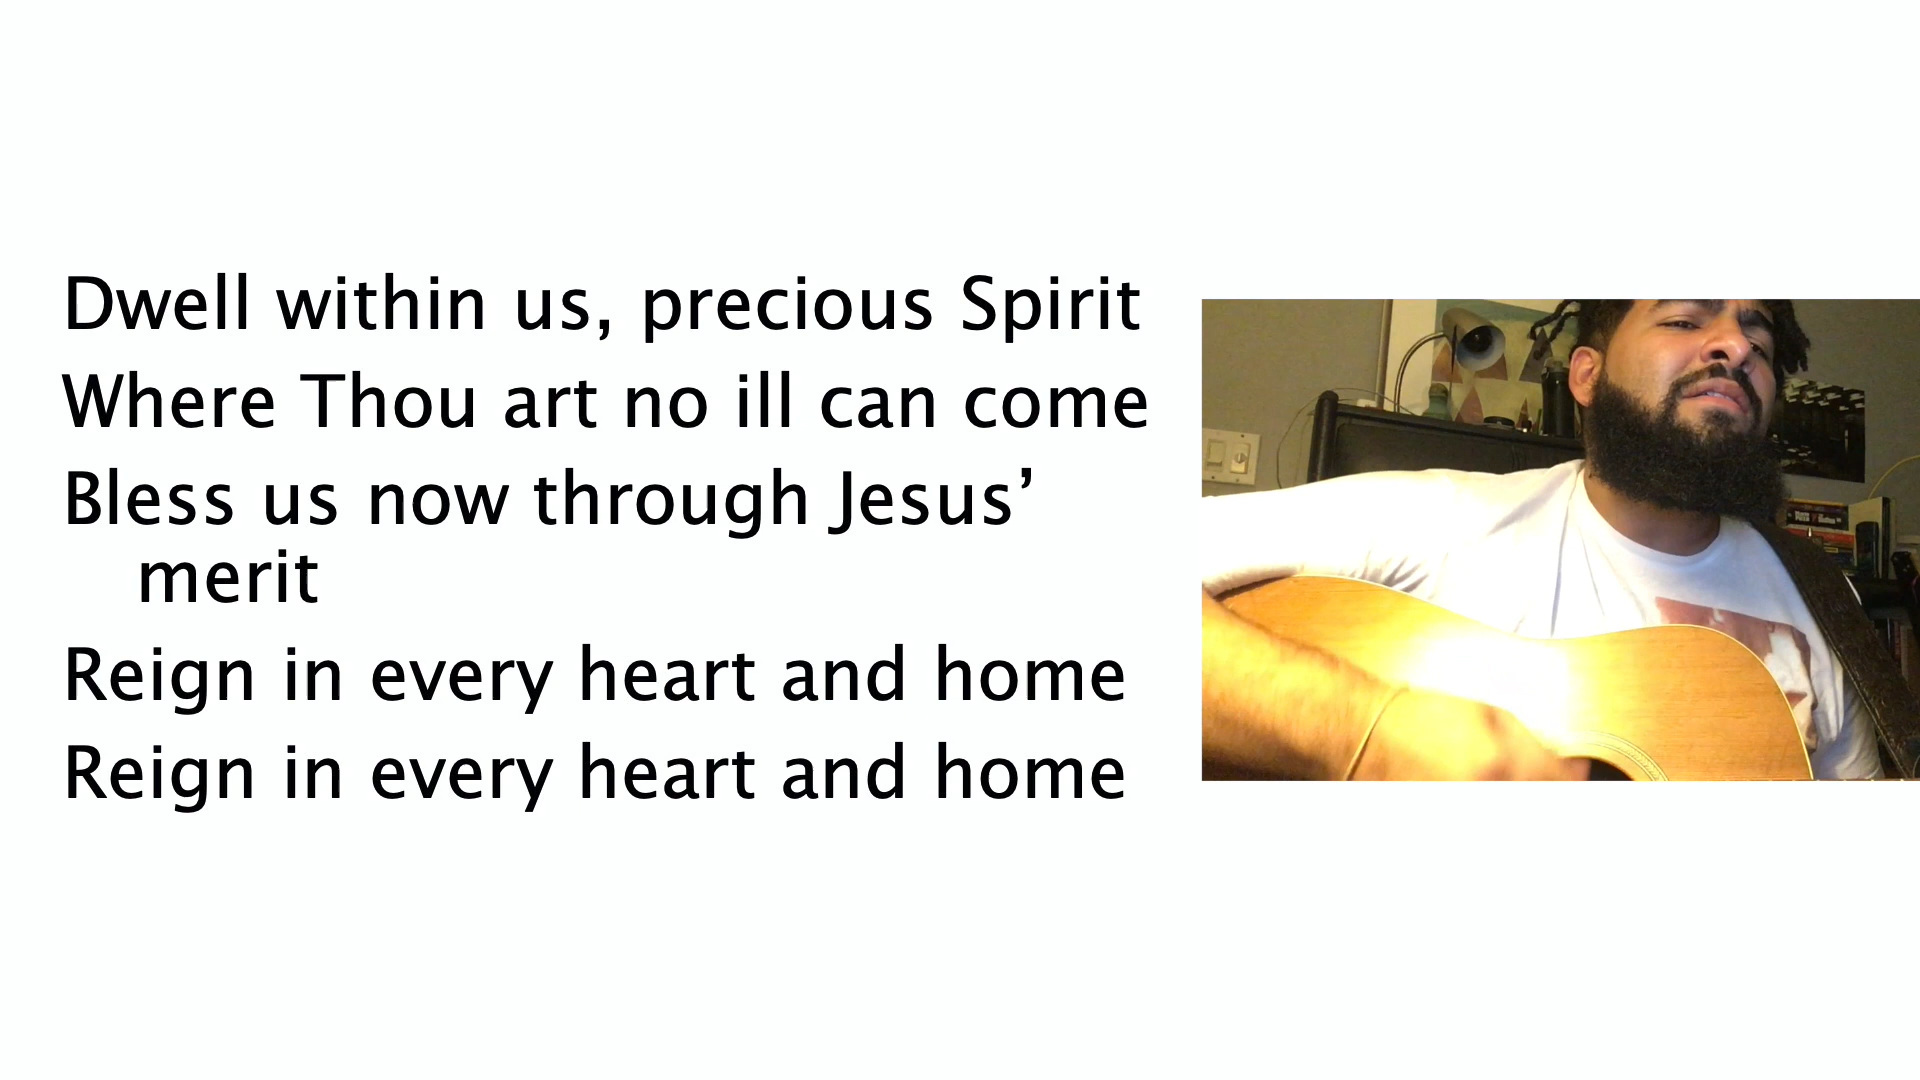 Dwell within us, precious Spirit
Where Thou art no ill can come
Bless us now through Jesus’
merit
Reign in every heart and home
Reign in every heart and home